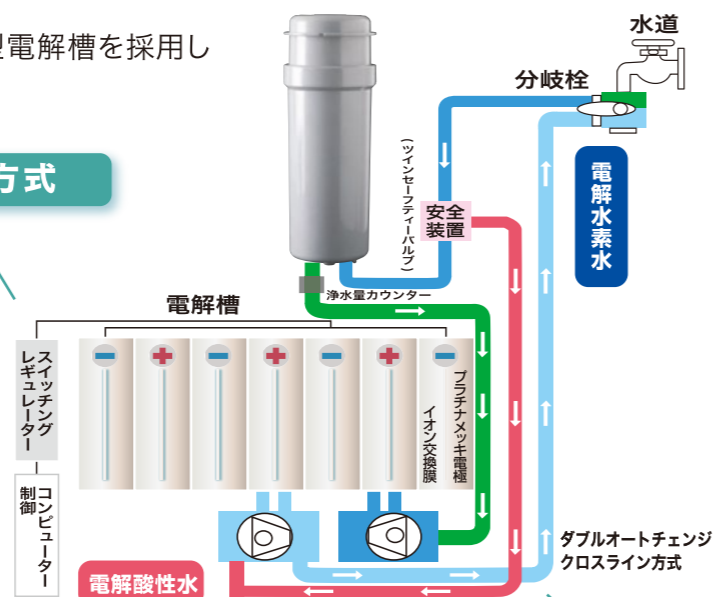 型電解槽を採用し
方式
水道
分岐栓
(ツインセーフティーバルブ)
安全
装置
電解水素水
浄水量カウンター
電解槽
スイッチング
レギュレーター
プラチナメッキ電極
イオン交換膜
コンピューター
制御
ダブルオートチェンジ
クロスライン方式
電解酸性水